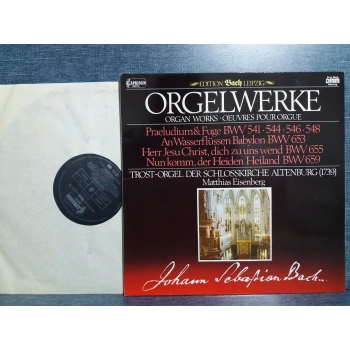 CAPRICCIO
EDITION Bach LEIPZIG
DMM
ORGELWERKE
ORGAN WORKS · OEUVRES POUR ORGUE
Praeludium & Fuge BWV 541 · 544 · 546 · 548
An Wasserflüssen Babylon BWV 653
Herr Jesu Christ, dich zu uns wend BWV 655
Nun komm, der Heiden Heiland BWV 659
TROST-ORGEL DER SCHLOSSKIRCHE ALTENBURG (1739)
Matthias Eisenberg
Johann Sebastian Bach